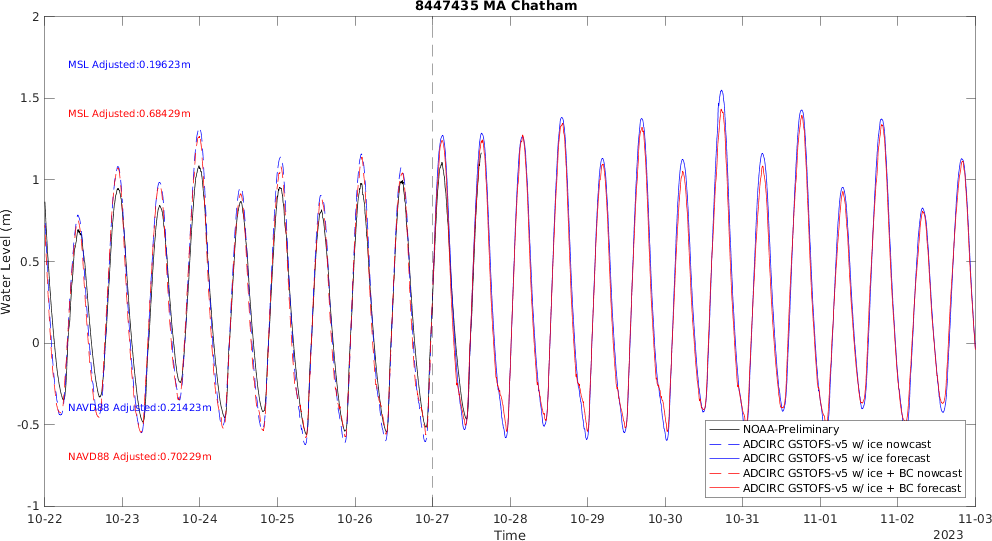 8447435 MA Chatham
2
1.5
1
0.5
0
-0.5
-1
Water Level (m)
MSL Adjusted:0.19623m
MSL Adjusted:0.68429m
NAVD88 Adjusted:0.21423m
NAVD88 Adjusted:0.70229m
NOAA-Preliminary
ADCIRC GSTOFS-v5 w/ ice nowcast
ADCIRC GSTOFS-v5 w/ ice forecast
ADCIRC GSTOFS-v5 w/ ice + BC nowcast
ADCIRC GSTOFS-v5 w/ ice + BC forecast
10-22 10-23 10-24 10-25 10-26 10-27 10-28 10-29 10-30 10-31 11-01 11-02 11-03
Time
2023